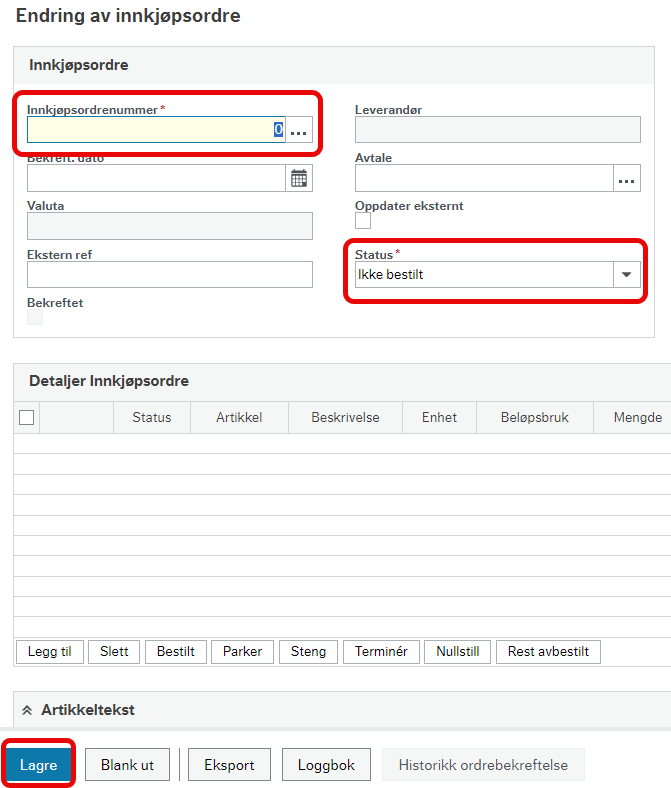 Endring av innkjøpsordre
Innkjøpsordre
Innkjøpsordrenummer *
0 ...
Leverandør
Bekreft. dato
Avtale
...
Valuta
Oppdater eksternt
Ekstern ref
Status *
Ikke bestilt
Bekreftet
Detaljer Innkjøpsordre
Status Artikkel Beskrivelse Enhet Beløpsbruk Mengde
Legg til Slett Bestilt Parker Steng Terminér Nullstill Rest avbestilt
Artikkeltekst
Lagre Blank ut Eksport Loggbok Historikk ordrebekreftelse